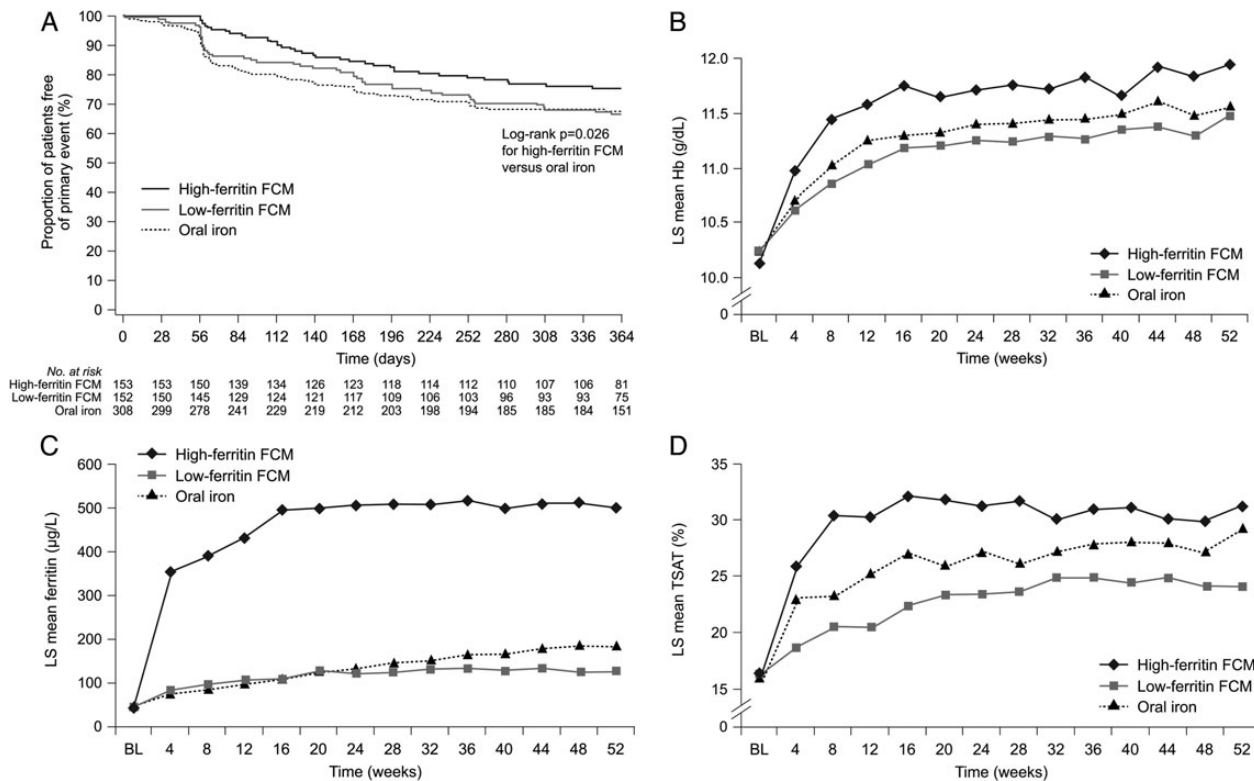 A
100
90
80
70
60
50
40
30
20
10
0
Proportion of patients free
of primary event (%)
Log-rank p=0.026
for high-ferritin FCM
versus oral iron
High-ferritin FCM
Low-ferritin FCM
Oral iron
0 28 56 84 112 140 168 196 224 252 280 308 336 364
Time (days)
No. at risk
High-ferritin FCM 153 153 150 139 134 126 123 118 114 112 110 107 106 81
Low-ferritin FCM 152 150 145 129 124 121 117 109 106 103 96 93 93 75
Oral iron 308 299 278 241 229 219 212 203 198 194 185 185 184 151
B
12.0
11.5
11.0
10.5
10.0
0
LS mean Hb (g/dL)
High-ferritin FCM
Low-ferritin FCM
Oral iron
BL 4 8 12 16 20 24 28 32 36 40 44 48 52
Time (weeks)
C
600
500
400
300
200
100
0
LS mean ferritin (µg/L)
High-ferritin FCM
Low-ferritin FCM
Oral iron
BL 4 8 12 16 20 24 28 32 36 40 44 48 52
Time (weeks)
D
35
30
25
20
15
0
LS mean TSAT (%)
High-ferritin FCM
Low-ferritin FCM
Oral iron
BL 4 8 12 16 20 24 28 32 36 40 44 48 52
Time (weeks)